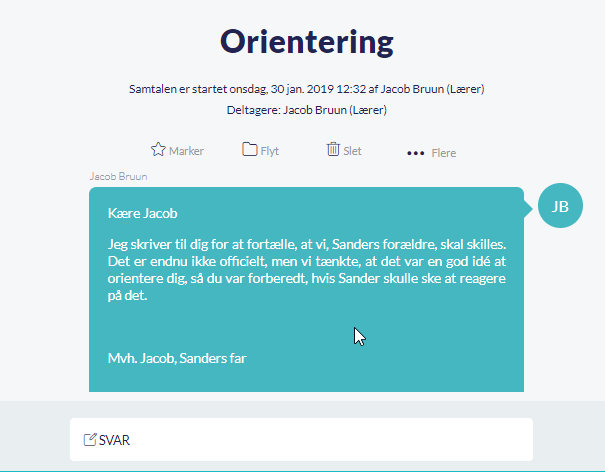 Orientering
Samtalen er startet onsdag, 30 jan. 2019 12:32 af Jacob Bruun (Lærer)
Deltagere: Jacob Bruun (Lærer)
Marker Flyt Slet Flere
Jacob Bruun
JB
Kære Jacob
Jeg skriver til dig for at fortælle, at vi, Sanders forældre, skal skilles.
Det er endnu ikke officielt, men vi tænkte, at det var en god idé at
orientere dig, så du var forberedt, hvis Sander skulle ske at reagere
på det.
Mvh. Jacob, Sanders far
SVAR